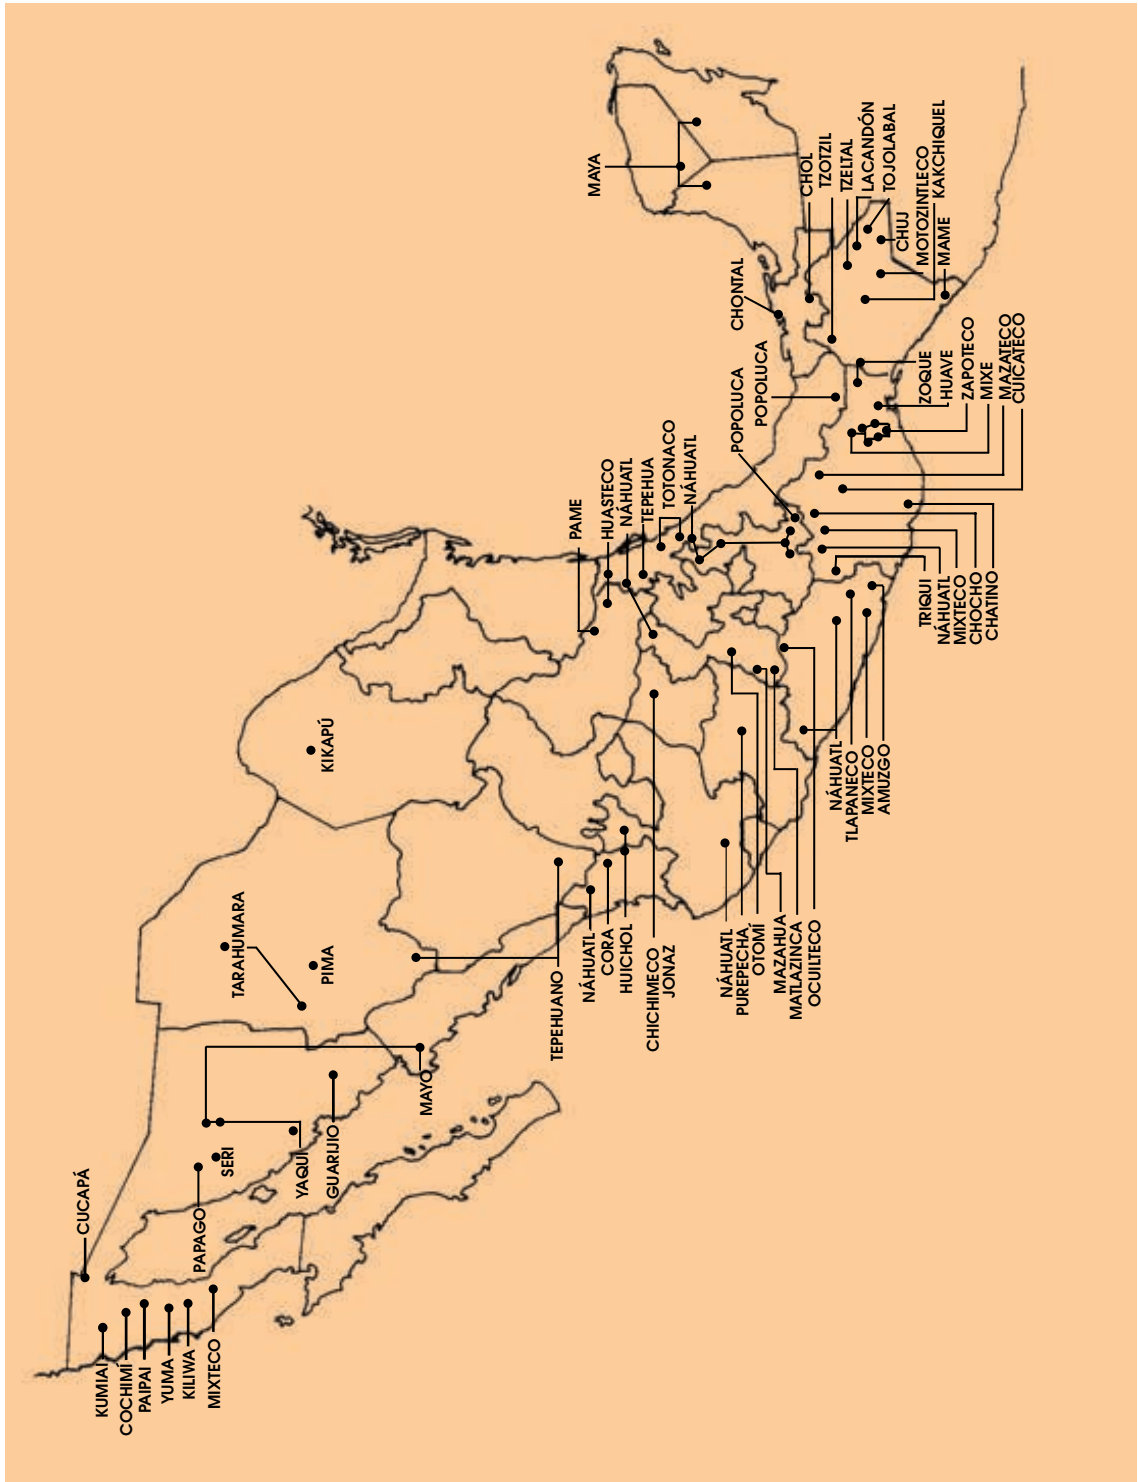 CUCAPÁ
KUMIAI
COCHIMÍ
PAIPAI
YUMA
KILIWA
MIXTECO
PAPAGO
SERI
YAQUI
GUARIJIO
MAYO
TARAHUMARA
PIMA
KIKAPÚ
TEPEHUANO
NÁHUATL
CORA
HUICHOL
CHICHIMECO
JONAZ
NÁHUATL
PUREPECHA
OTOMÍ
MAZAHUA
MATLAZINCA
OCUILTECO
PAME
HUASTECO
NÁHUATL
TEPEHUA
TOTONACO
NÁHUATL
POPOLUCA
POPOLUCA
NÁHUATL
TLAPANECO
MIXTECO
AMUZGO
TRIQUI
NÁHUATL
MIXTECO
CHOCHO
CHATINO
ZOQUE
HUAVE
ZAPOTECO
MIXE
MAZATECO
CUICATECO
CHONTAL
MAYA
CHOL
TZOTZIL
TZELTAL
LACANDÓN
TOJOLABAL
CHUJ
MOTOZINTLECO
KAKCHIQUEL
MAME